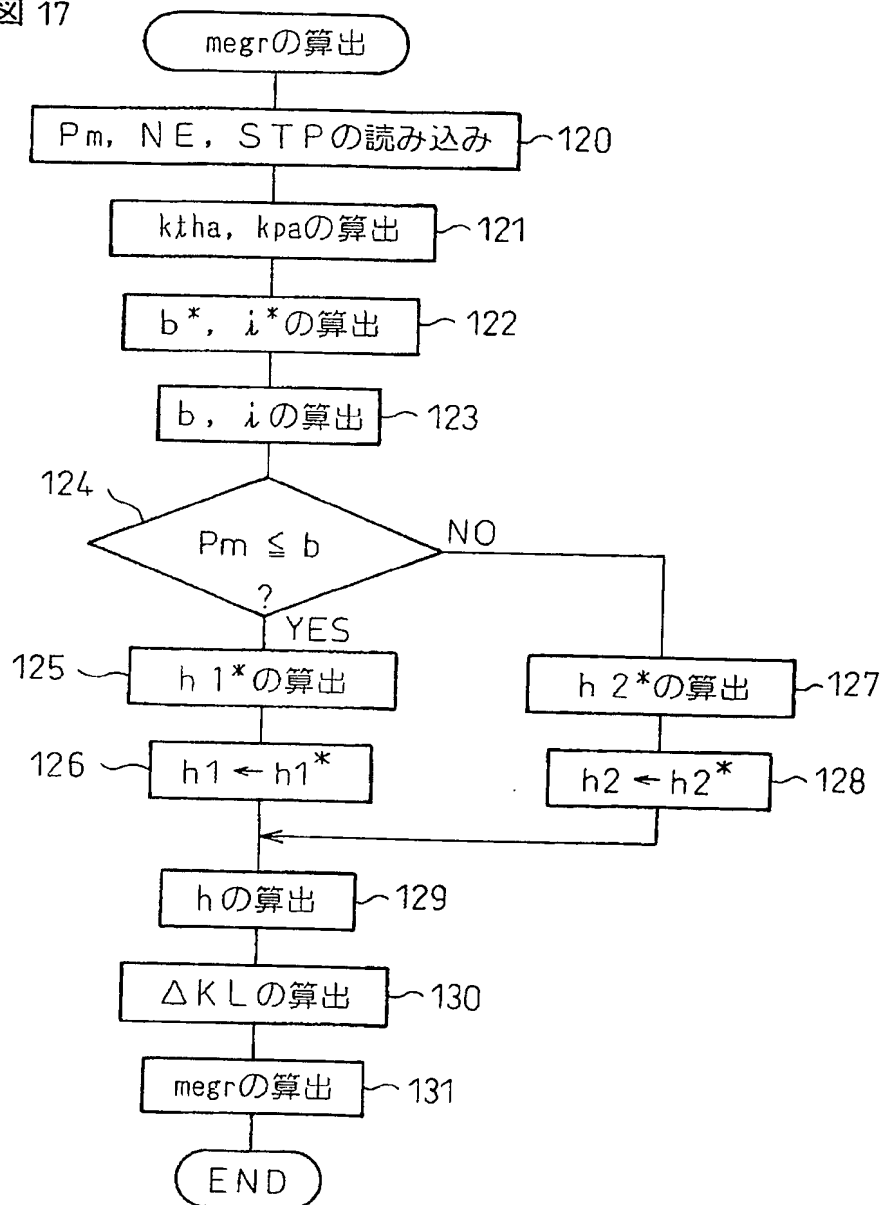 図 17
megrの算出
Pm, NE, STPの読み込み 120
ktha, kpaの算出 121
b*, i*の算出 122
b, iの算出 123
124
Pm ≦ b
?
NO
YES
125 h1*の算出
h2*の算出 127
126 h1 ← h1*
h2 ← h2* 128
hの算出 129
△KLの算出 130
megrの算出 131
END